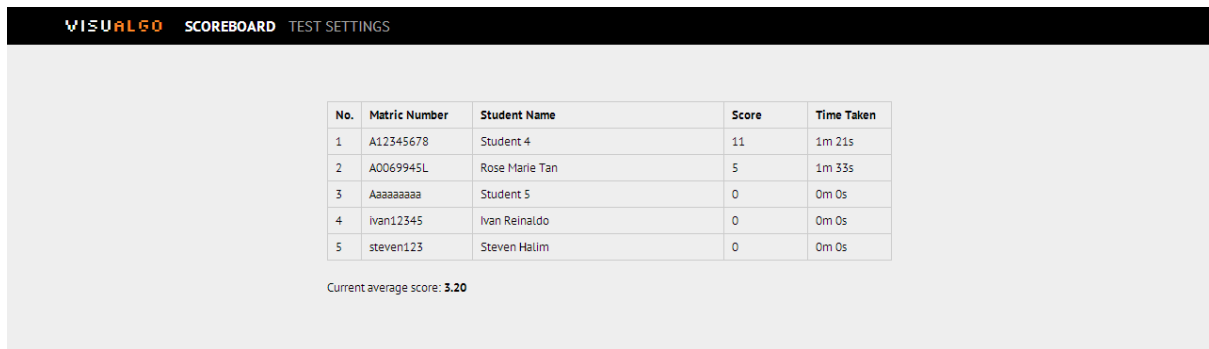 VISUALGO SCOREBOARD TEST SETTINGS
No. Matric Number Student Name Score Time Taken
1 A12345678 Student 4 11 1m 21s
2 A0069945L Rose Marie Tan 5 1m 33s
3 Aaaaaaaaa Student 5 0 0m 0s
4 ivan12345 Ivan Reinaldo 0 0m 0s
5 steven123 Steven Halim 0 0m 0s
Current average score: 3.20